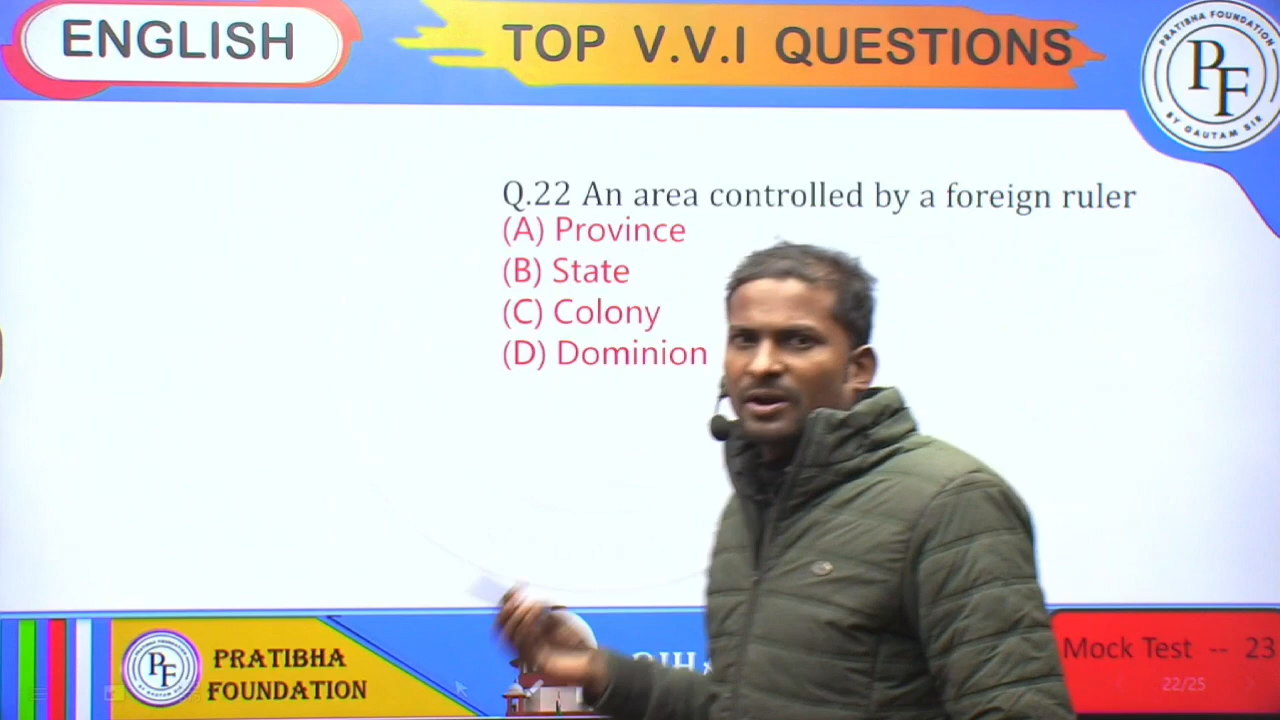 ENGLISH
TOP V.V.I QUESTIONS
PRATIBHA FOUNDATION
PF
BY GAUTAM SIR
Q.22 An area controlled by a foreign ruler
(A) Province
(B) State
(C) Colony
(D) Dominion
PF
PRATIBHA
FOUNDATION
Mock Test -- 23
22/25